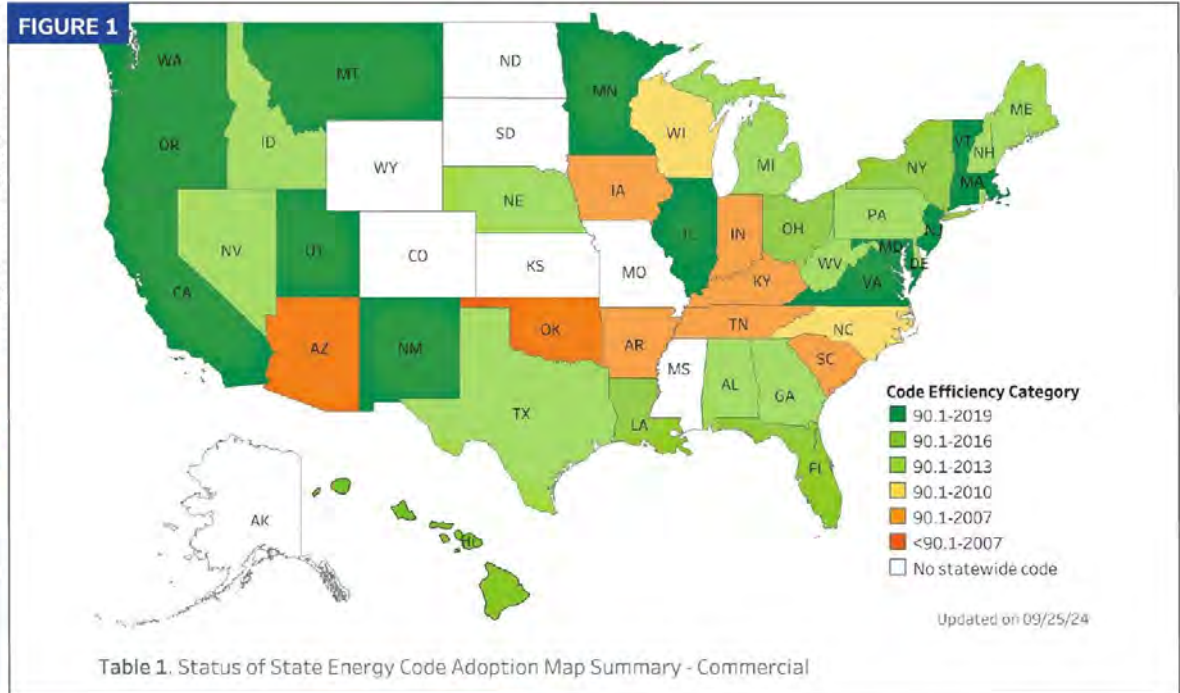 FIGURE 1
WA
MT
ND
MN
ME
VT
NH
OR
ID
SD
WI
NY
MA
WY
MI
IA
PA
NJ
NE
OH
NV
UT
IL
IN
MD
DE
CO
WV
KS
MO
VA
CA
KY
AZ
NM
OK
TN
NC
AR
SC
MS
AL
GA
TX
LA
FL
AK
HI
Code Efficiency Category
90.1-2019
90.1-2016
90.1-2013
90.1-2010
90.1-2007
<90.1-2007
No statewide code
Updated on 09/25/24
Table 1. Status of State Energy Code Adoption Map Summary - Commercial